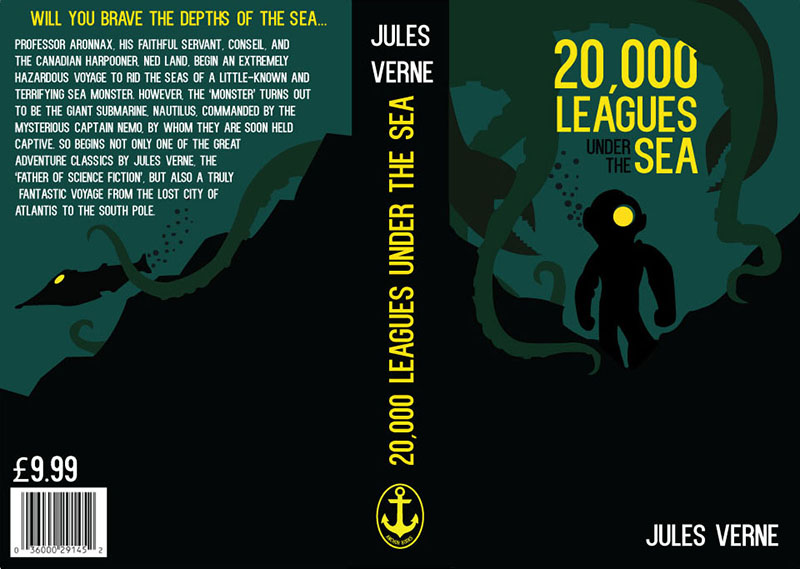 WILL YOU BRAVE THE DEPTHS OF THE SEA...
PROFESSOR ARONNAX, HIS FAITHFUL SERVANT, CONSEIL, AND
THE CANADIAN HARPOONER, NED LAND, BEGIN AN EXTREMELY
HAZARDOUS VOYAGE TO RID THE SEAS OF A LITTLE-KNOWN AND
TERRIFYING SEA MONSTER. HOWEVER, THE 'MONSTER' TURNS OUT
TO BE THE GIANT SUBMARINE, NAUTILUS, COMMANDED BY THE
MYSTERIOUS CAPTAIN NEMO, BY WHOM THEY ARE SOON HELD
CAPTIVE. SO BEGINS NOT ONLY ONE OF THE GREAT
ADVENTURE CLASSICS BY JULES VERNE, THE
'FATHER OF SCIENCE FICTION', BUT ALSO A TRULY
FANTASTIC VOYAGE FROM THE LOST CITY OF
ATLANTIS TO THE SOUTH POLE.
£9.99
0 36000 29145 2
JULES
VERNE
20,000 LEAGUES UNDER THE SEA
ANCHOR BOOKS
20,000
LEAGUES
UNDER
THE SEA
JULES VERNE